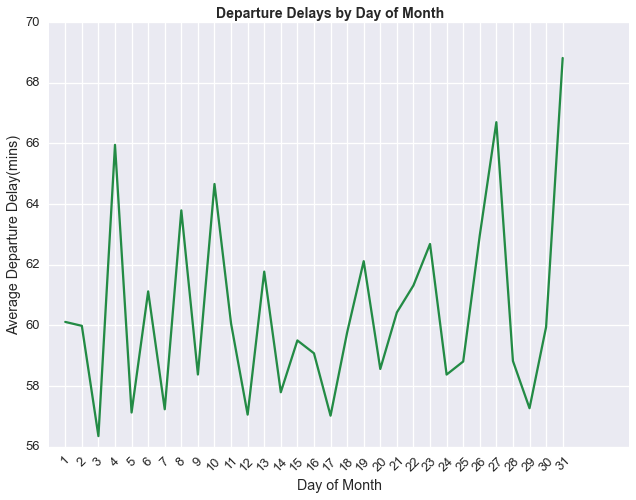 Departure Delays by Day of Month
Average Departure Delay(mins)
70
68
66
64
62
60
58
56
1 2 3 4 5 6 7 8 9 10 11 12 13 14 15 16 17 18 19 20 21 22 23 24 25 26 27 28 29 30 31
Day of Month